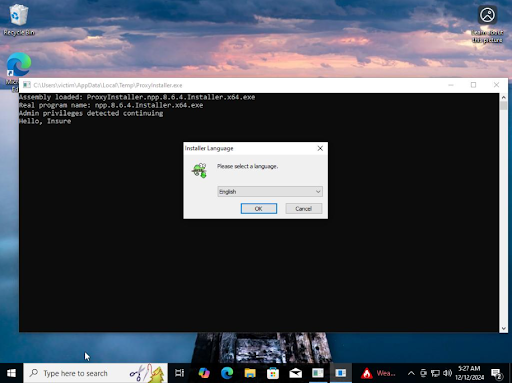 Recycle Bin
Learn about
this picture
C:\Users\victim\AppData\Local\Temp\ProxyInstaller.exe
Assembly loaded: ProxyInstaller.npp.8.6.4.Installer.x64.exe
Real program name: npp.8.6.4.Installer.x64.exe
Admin privileges detected continuing
Hello, Insure
Installer Language
Please select a language.
English
OK
Cancel
Type here to search
Wea...
5:27 AM
12/12/2024
2